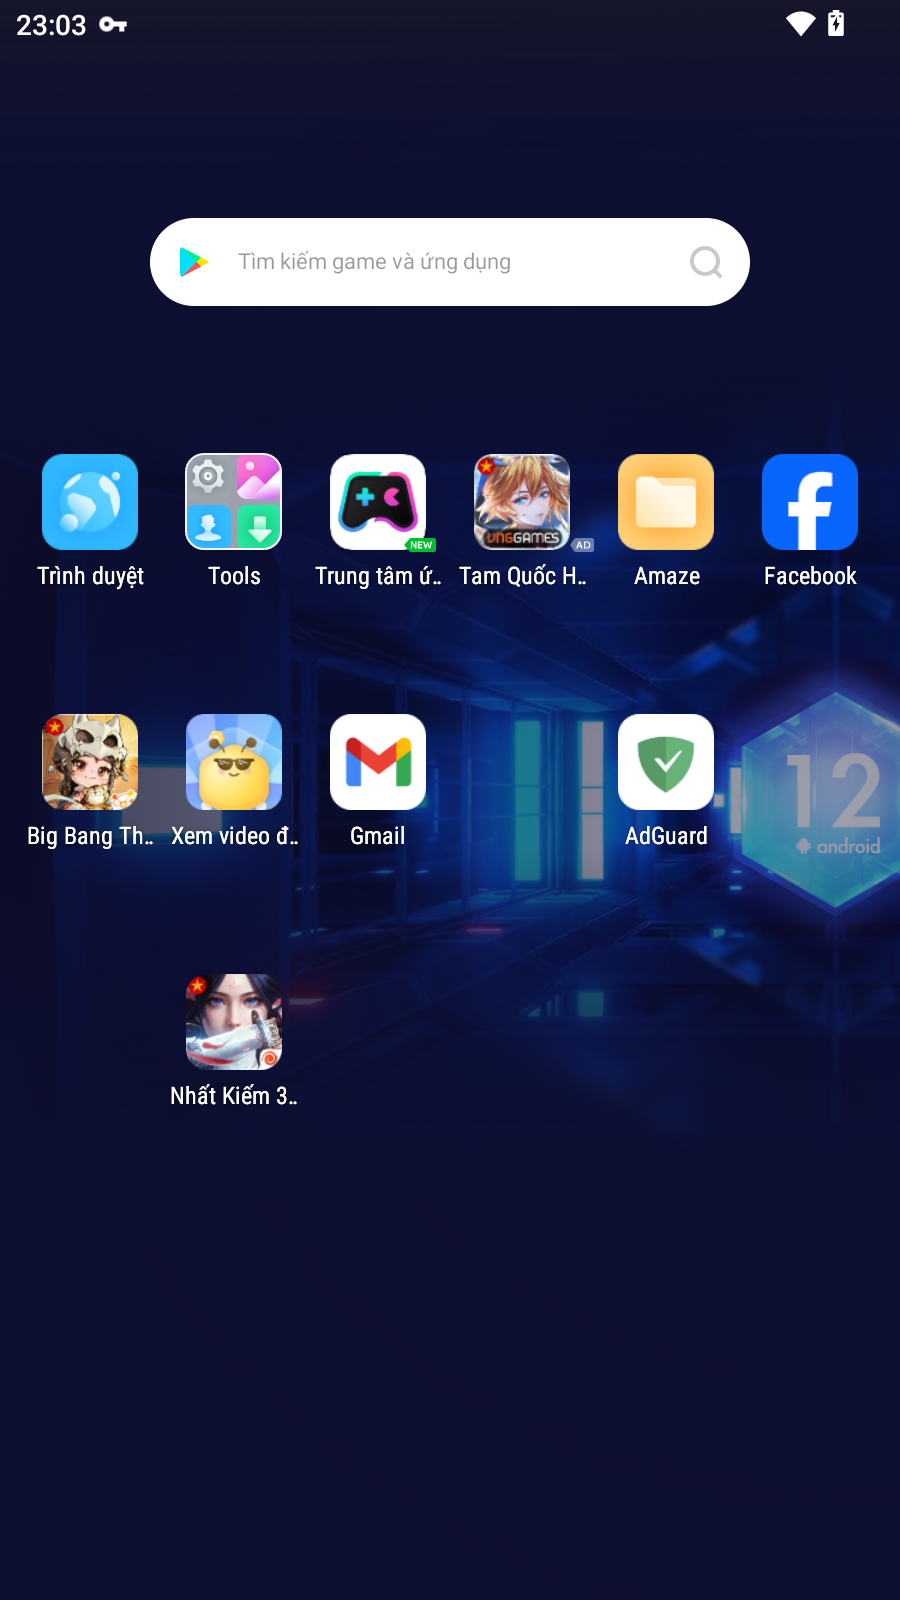 23:03
Tìm kiếm game và ứng dụng
NEW
VNGGAMES
AD
Trình duyệt
Tools
Trung tâm ứ..
Tam Quốc H..
Amaze
Facebook
12
android
Big Bang Th..
Xem video đ..
Gmail
AdGuard
Nhất Kiếm 3..